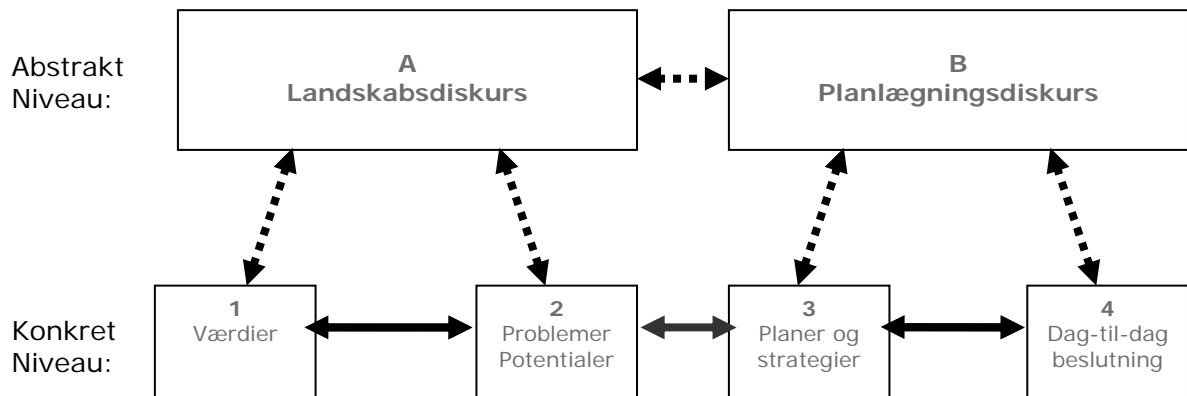 Abstrakt
Niveau:
A
Landskabsdiskurs
B
Planlægningsdiskurs
Konkret
Niveau:
1
Værdier
2
Problemer
Potentialer
3
Planer og
strategier
4
Dag-til-dag
beslutning